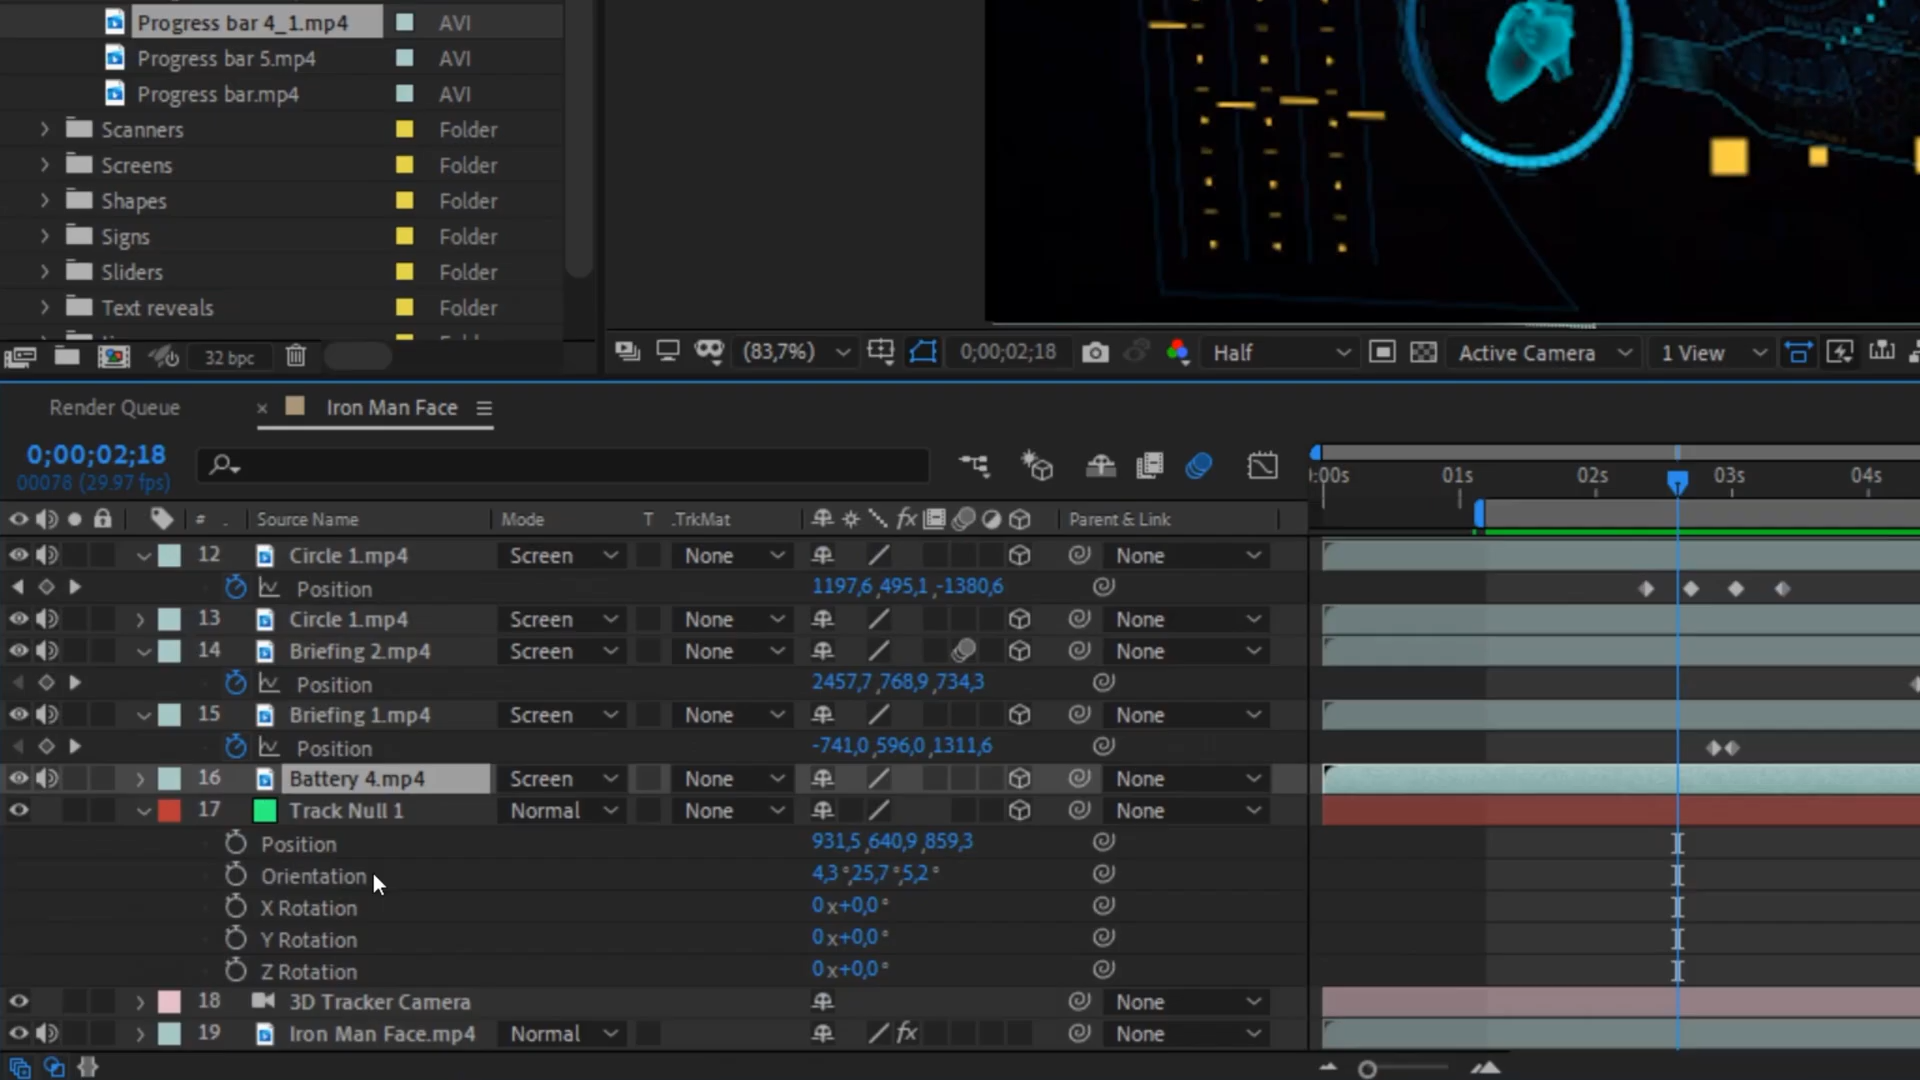 Progress bar 4_1.mp4 AVI
Progress bar 5.mp4 AVI
Progress bar.mp4 AVI
Scanners Folder
Screens Folder
Shapes Folder
Signs Folder
Sliders Folder
Text reveals Folder
32 bpc
(83,7%) 0;00;02;18 Half Active Camera 1 View
Render Queue × Iron Man Face
0;00;02;18
00078 (29.97 fps)
:00s 01s 02s 03s 04s
# . Source Name Mode T .TrkMat fx Parent & Link
12 Circle 1.mp4 Screen None None
Position 1197,6 ,495,1 ,-1380,6
13 Circle 1.mp4 Screen None None
14 Briefing 2.mp4 Screen None None
Position 2457,7 ,768,9 ,734,3
15 Briefing 1.mp4 Screen None None
Position -741,0 ,596,0 ,1311,6
16 Battery 4.mp4 Screen None None
17 Track Null 1 Normal None None
Position 931,5 ,640,9 ,859,3
Orientation 4,3 °,25,7 °,5,2 °
X Rotation 0 x+0,0 °
Y Rotation 0 x+0,0 °
Z Rotation 0 x+0,0 °
18 3D Tracker Camera None
19 Iron Man Face.mp4 Normal fx None